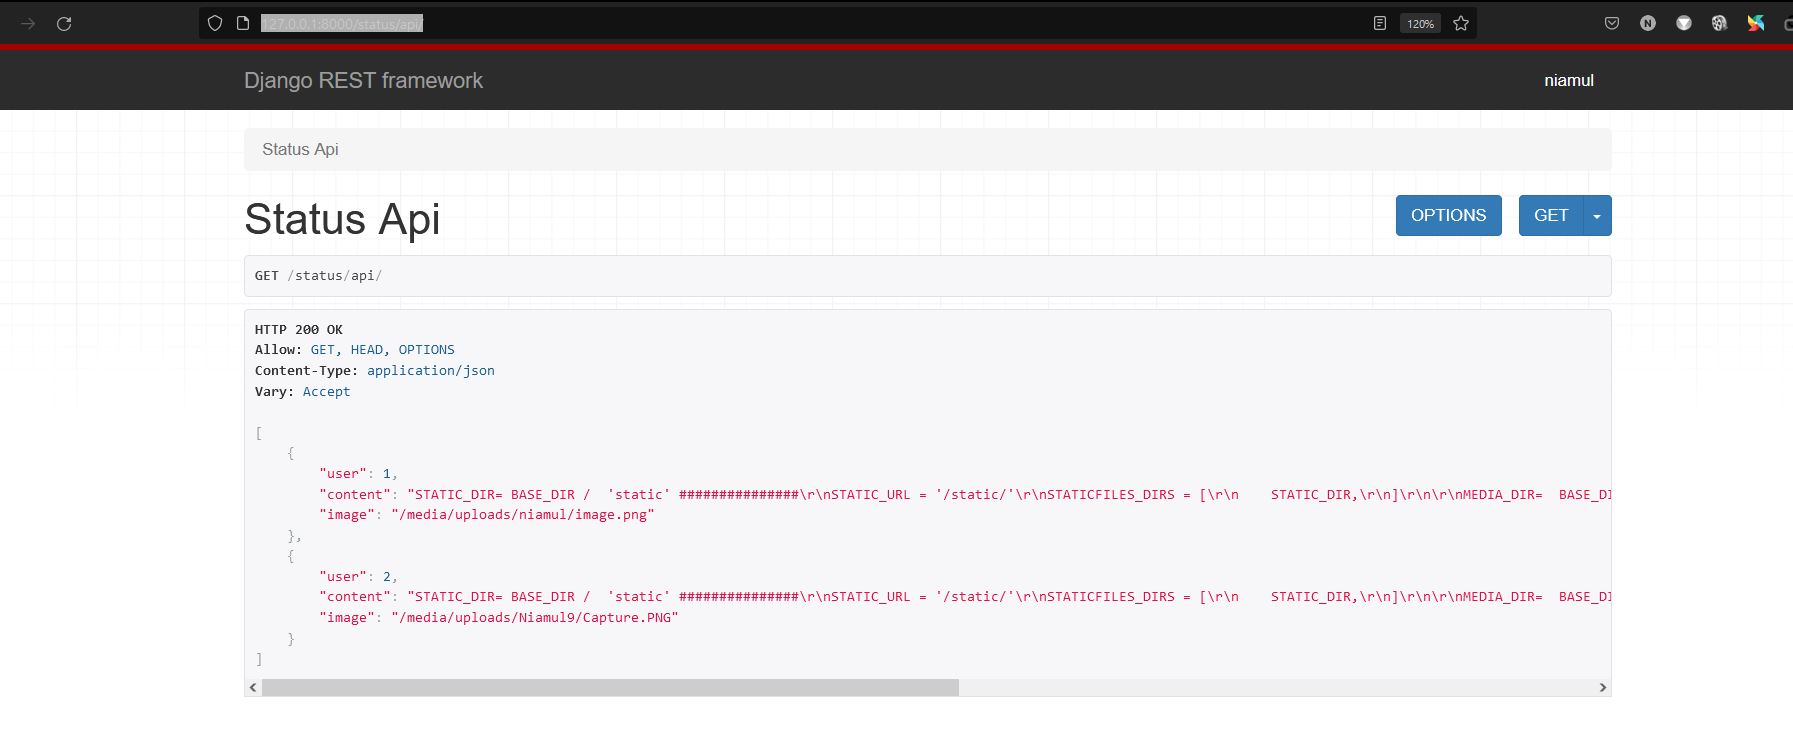 127.0.0.1:8000/status/api/
120%
N
Django REST framework
niamul
Status Api
Status Api
OPTIONS
GET
GET /status/api/
HTTP 200 OK
Allow: GET, HEAD, OPTIONS
Content-Type: application/json
Vary: Accept
[
{
"user": 1,
"content": "STATIC_DIR= BASE_DIR /  'static' ###############\r\nSTATIC_URL = '/static/'\r\nSTATICFILES_DIRS = [\r\n    STATIC_DIR,\r\n]\r\n\r\nMEDIA_DIR=  BASE_DI
"image": "/media/uploads/niamul/image.png"
},
{
"user": 2,
"content": "STATIC_DIR= BASE_DIR /  'static' ###############\r\nSTATIC_URL = '/static/'\r\nSTATICFILES_DIRS = [\r\n    STATIC_DIR,\r\n]\r\n\r\nMEDIA_DIR=  BASE_DI
"image": "/media/uploads/Niamul9/Capture.PNG"
}
]